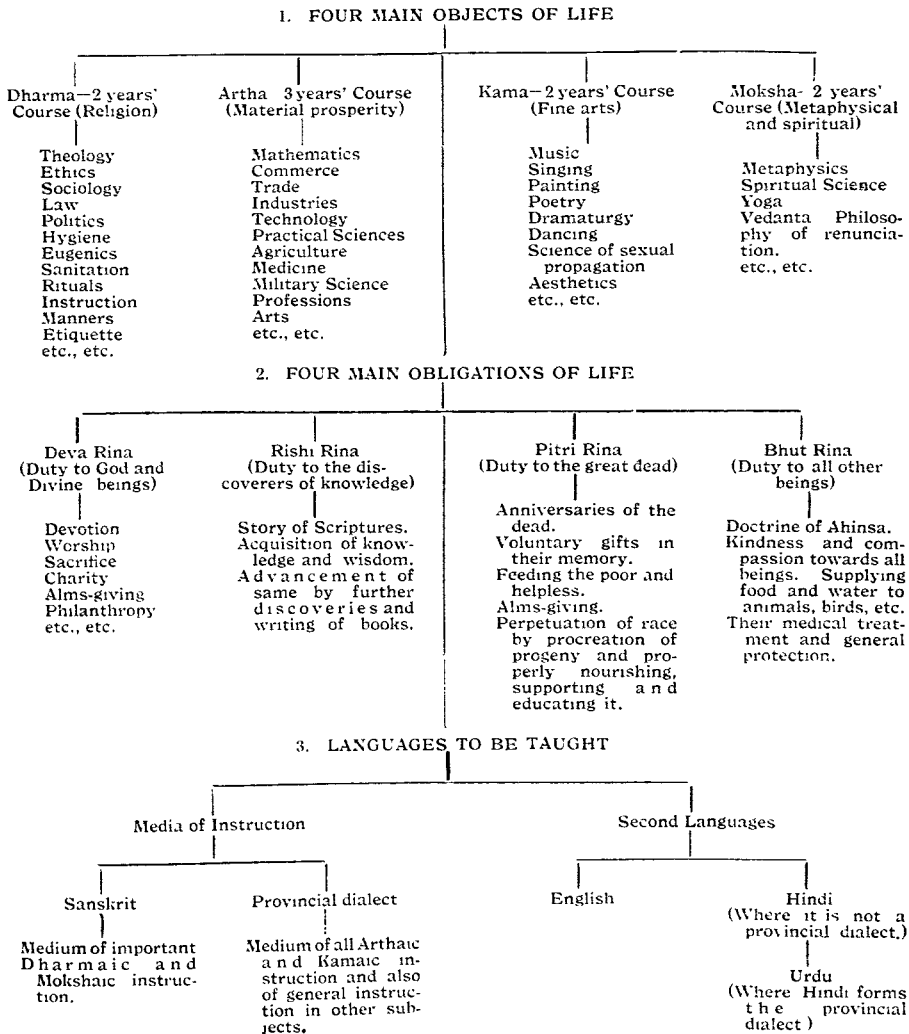 1. FOUR MAIN OBJECTS OF LIFE
Dharma—2 years'
Course (Religion)
Theology
Ethics
Sociology
Law
Politics
Hygiene
Eugenics
Sanitation
Rituals
Instruction
Manners
Etiquette
etc., etc.
Artha 3 years' Course
(Material prosperity)
Mathematics
Commerce
Trade
Industries
Technology
Practical Sciences
Agriculture
Medicine
Military Science
Professions
Arts
etc., etc.
Kama—2 years' Course
(Fine arts)
Music
Singing
Painting
Poetry
Dramaturgy
Dancing
Science of sexual
propagation
Aesthetics
etc., etc.
Moksha- 2 years'
Course (Metaphysical
and spiritual)
Metaphysics
Spiritual Science
Yoga
Vedanta Philoso-
phy of renuncia-
tion.
etc., etc.
2. FOUR MAIN OBLIGATIONS OF LIFE
Deva Rina
(Duty to God and
Divine beings)
Devotion
Worship
Sacrifice
Charity
Alms-giving
Philanthropy
etc., etc.
Rishi Rina
(Duty to the dis-
coverers of knowledge)
Story of Scriptures.
Acquisition of know-
ledge and wisdom.
Advancement of
same by further
discoveries and
writing of books.
Pitri Rina
(Duty to the great dead)
Anniversaries of the
dead.
Voluntary gifts in
their memory.
Feeding the poor and
helpless.
Alms-giving.
Perpetuation of race
by procreation of
progeny and pro-
perly nourishing,
supporting and
educating it.
Bhut Rina
(Duty to all other
beings)
Doctrine of Ahinsa.
Kindness and com-
passion towards all
beings. Supplying
food and water to
animals, birds, etc.
Their medical treat-
ment and general
protection.
3. LANGUAGES TO BE TAUGHT
Media of Instruction
Sanskrit
Medium of important
Dharmaic and
Mokshaic instruc-
tion.
Provincial dialect
Medium of all Arthaic
and Kamaic in-
struction and also
of general instruc-
tion in other sub-
jects.
Second Languages
English
Hindi
(Where it is not a
provincial dialect.)
Urdu
(Where Hindi forms
the provincial
dialect )